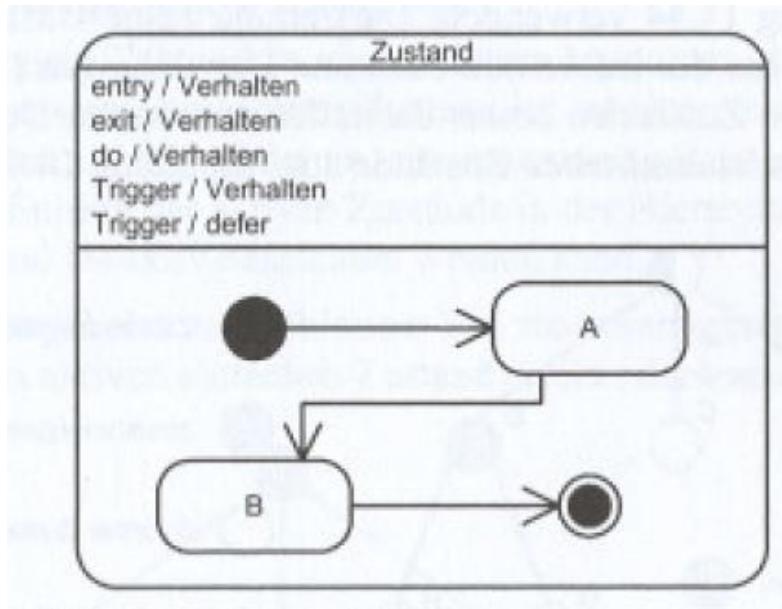 Zustand
entry / Verhalten
exit / Verhalten
do / Verhalten
Trigger / Verhalten
Trigger / defer
A
B